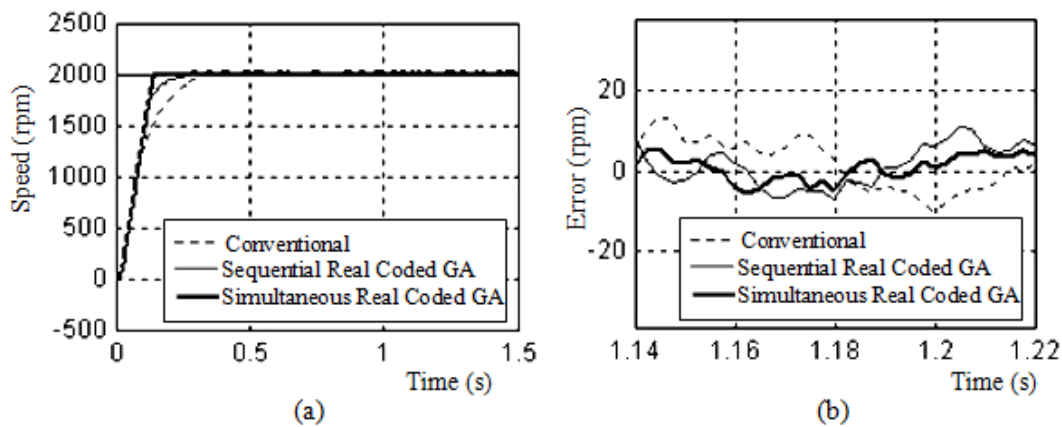 2500
2000
1500
1000
500
0
-500
Speed (rpm)
Conventional
Sequential Real Coded GA
Simultaneous Real Coded GA
0
0.5
1
1.5
Time (s)
(a)
20
0
-20
Error (rpm)
Conventional
Sequential Real Coded GA
Simultaneous Real Coded GA
1.14
1.16
1.18
1.2
1.22
Time (s)
(b)